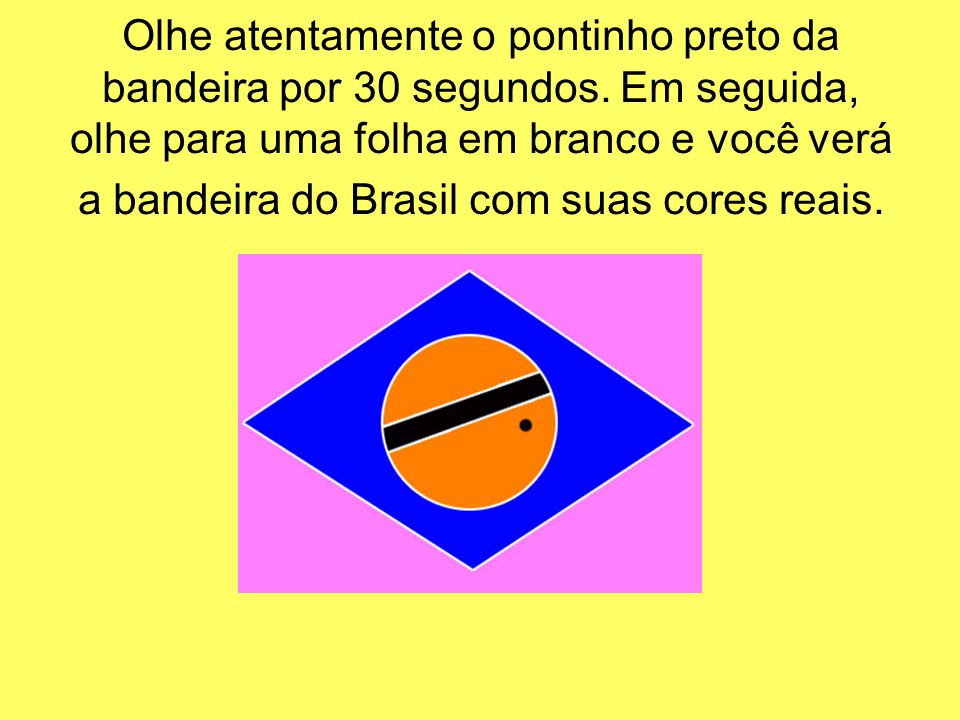 Olhe atentamente o pontinho preto da
bandeira por 30 segundos. Em seguida,
olhe para uma folha em branco e você verá
a bandeira do Brasil com suas cores reais.